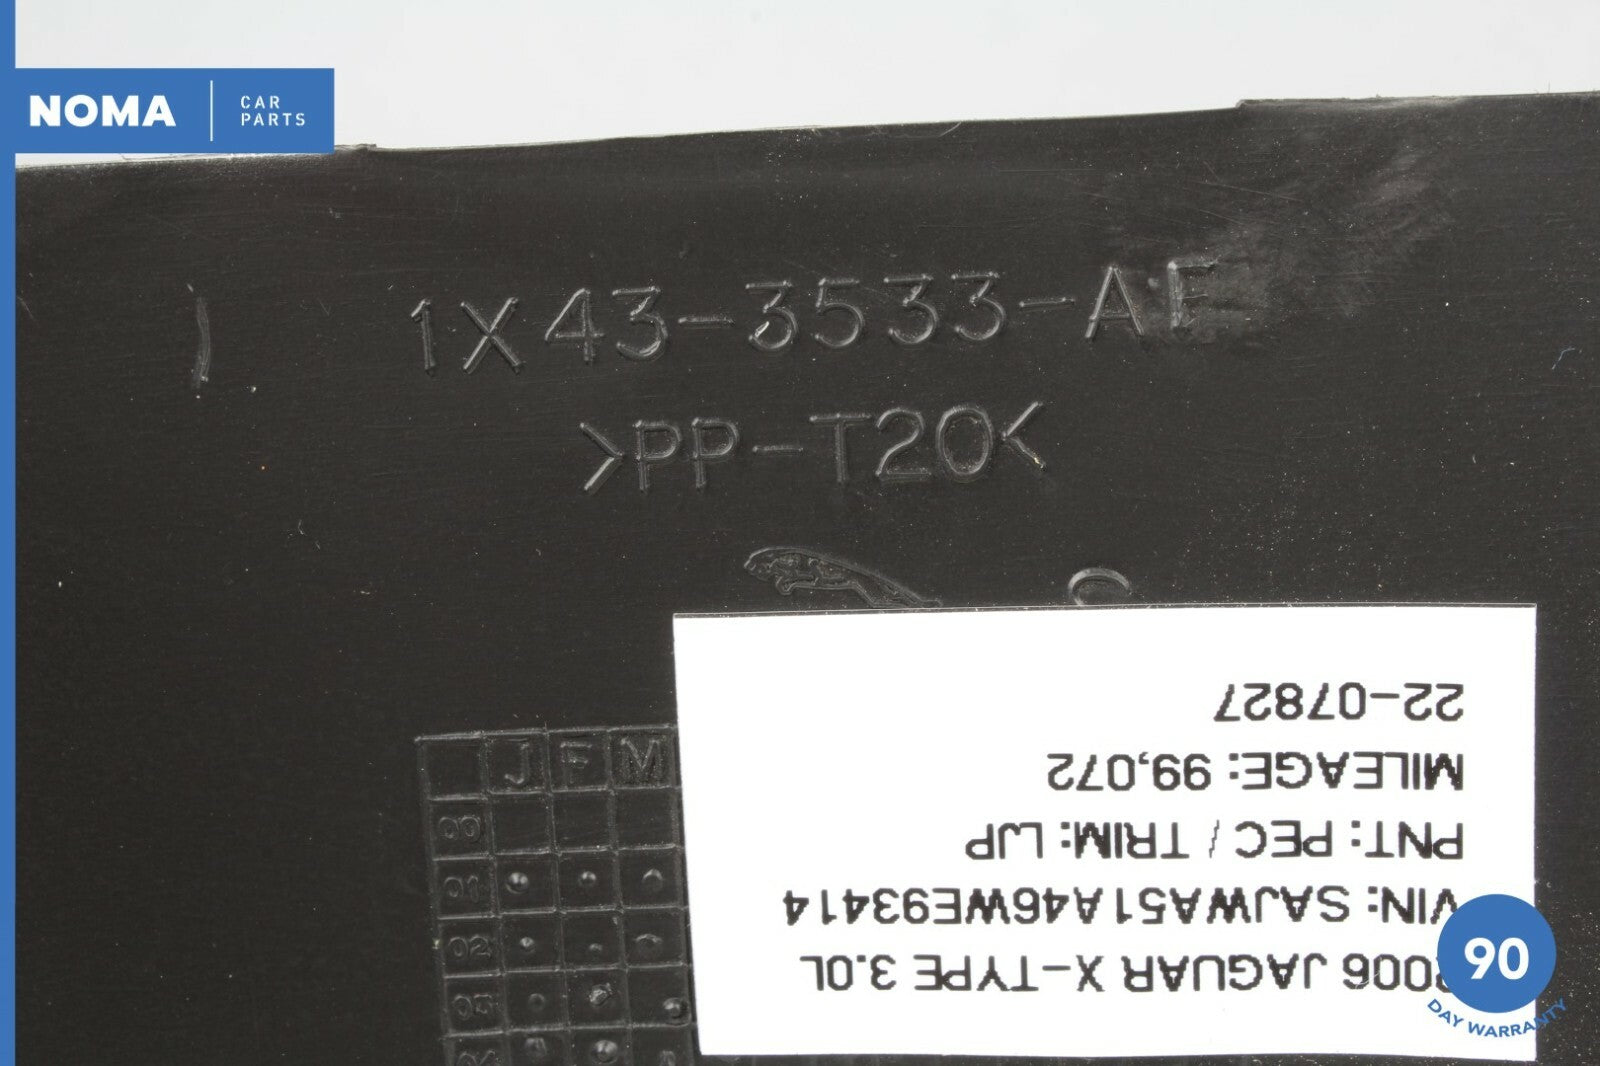 NOMA
CAR
PARTS
1X43-3533-AE
>PP-T20<
J F M
00
01
02
03
04
2006 JAGUAR X-TYPE 3.0L
VIN: SAJWA51A46WE93414
PNT: PEC / TRIM: LJP
MILEAGE: 99,072
22-07827
90
DAY WARRANTY